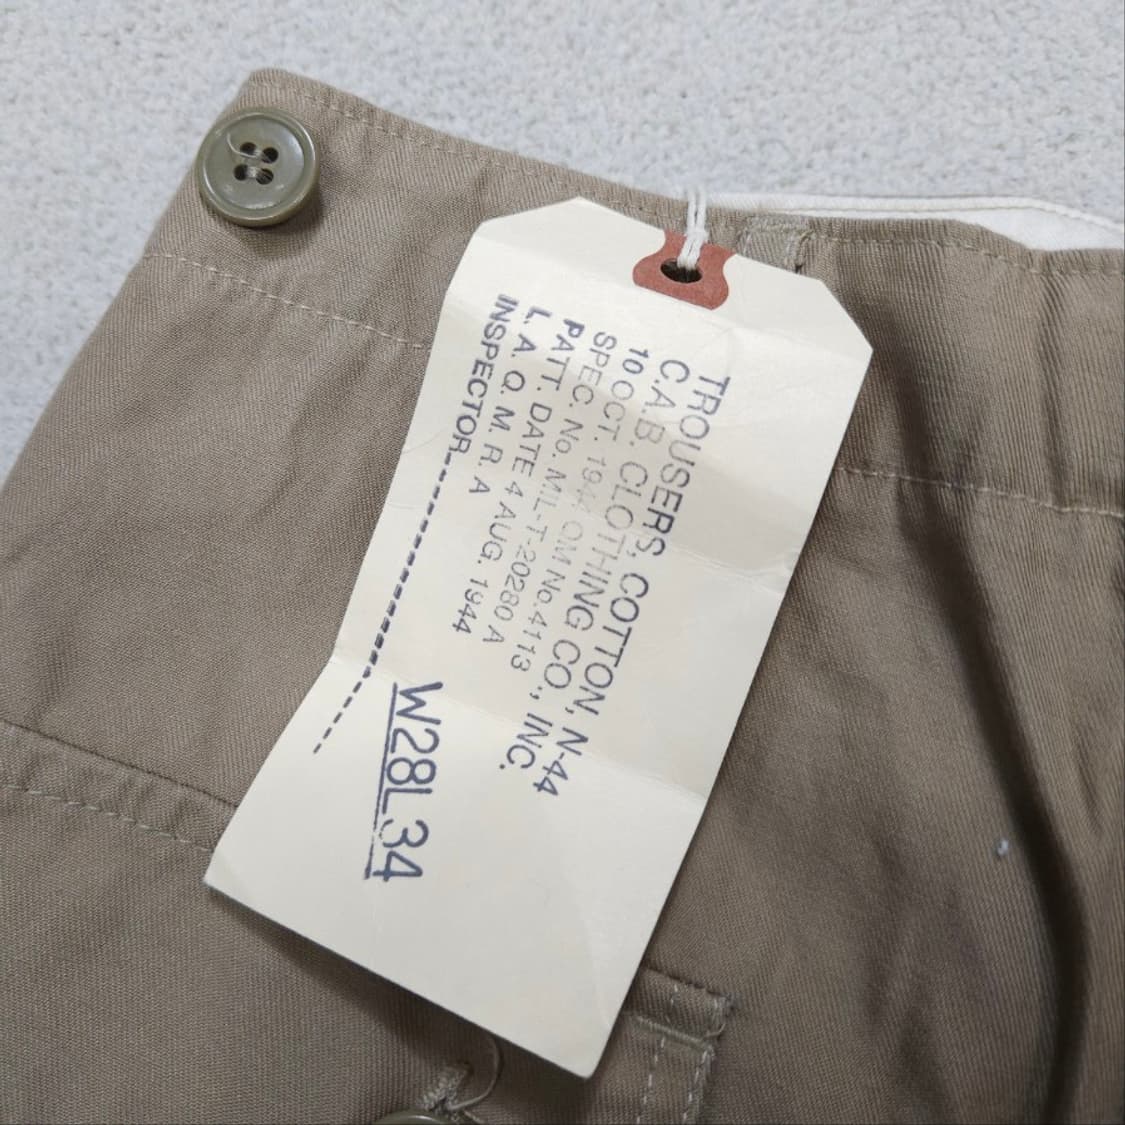 TROUSERS, COTTON, N-44
C.A.B. CLOTHING CO., INC.
10 OCT. 1944 QM No.4113
SPEC. No. MIL-T-20280 A
PATT. DATE 4 AUG. 1944
L. A. Q. M. R. A
INSPECTOR
W28L34